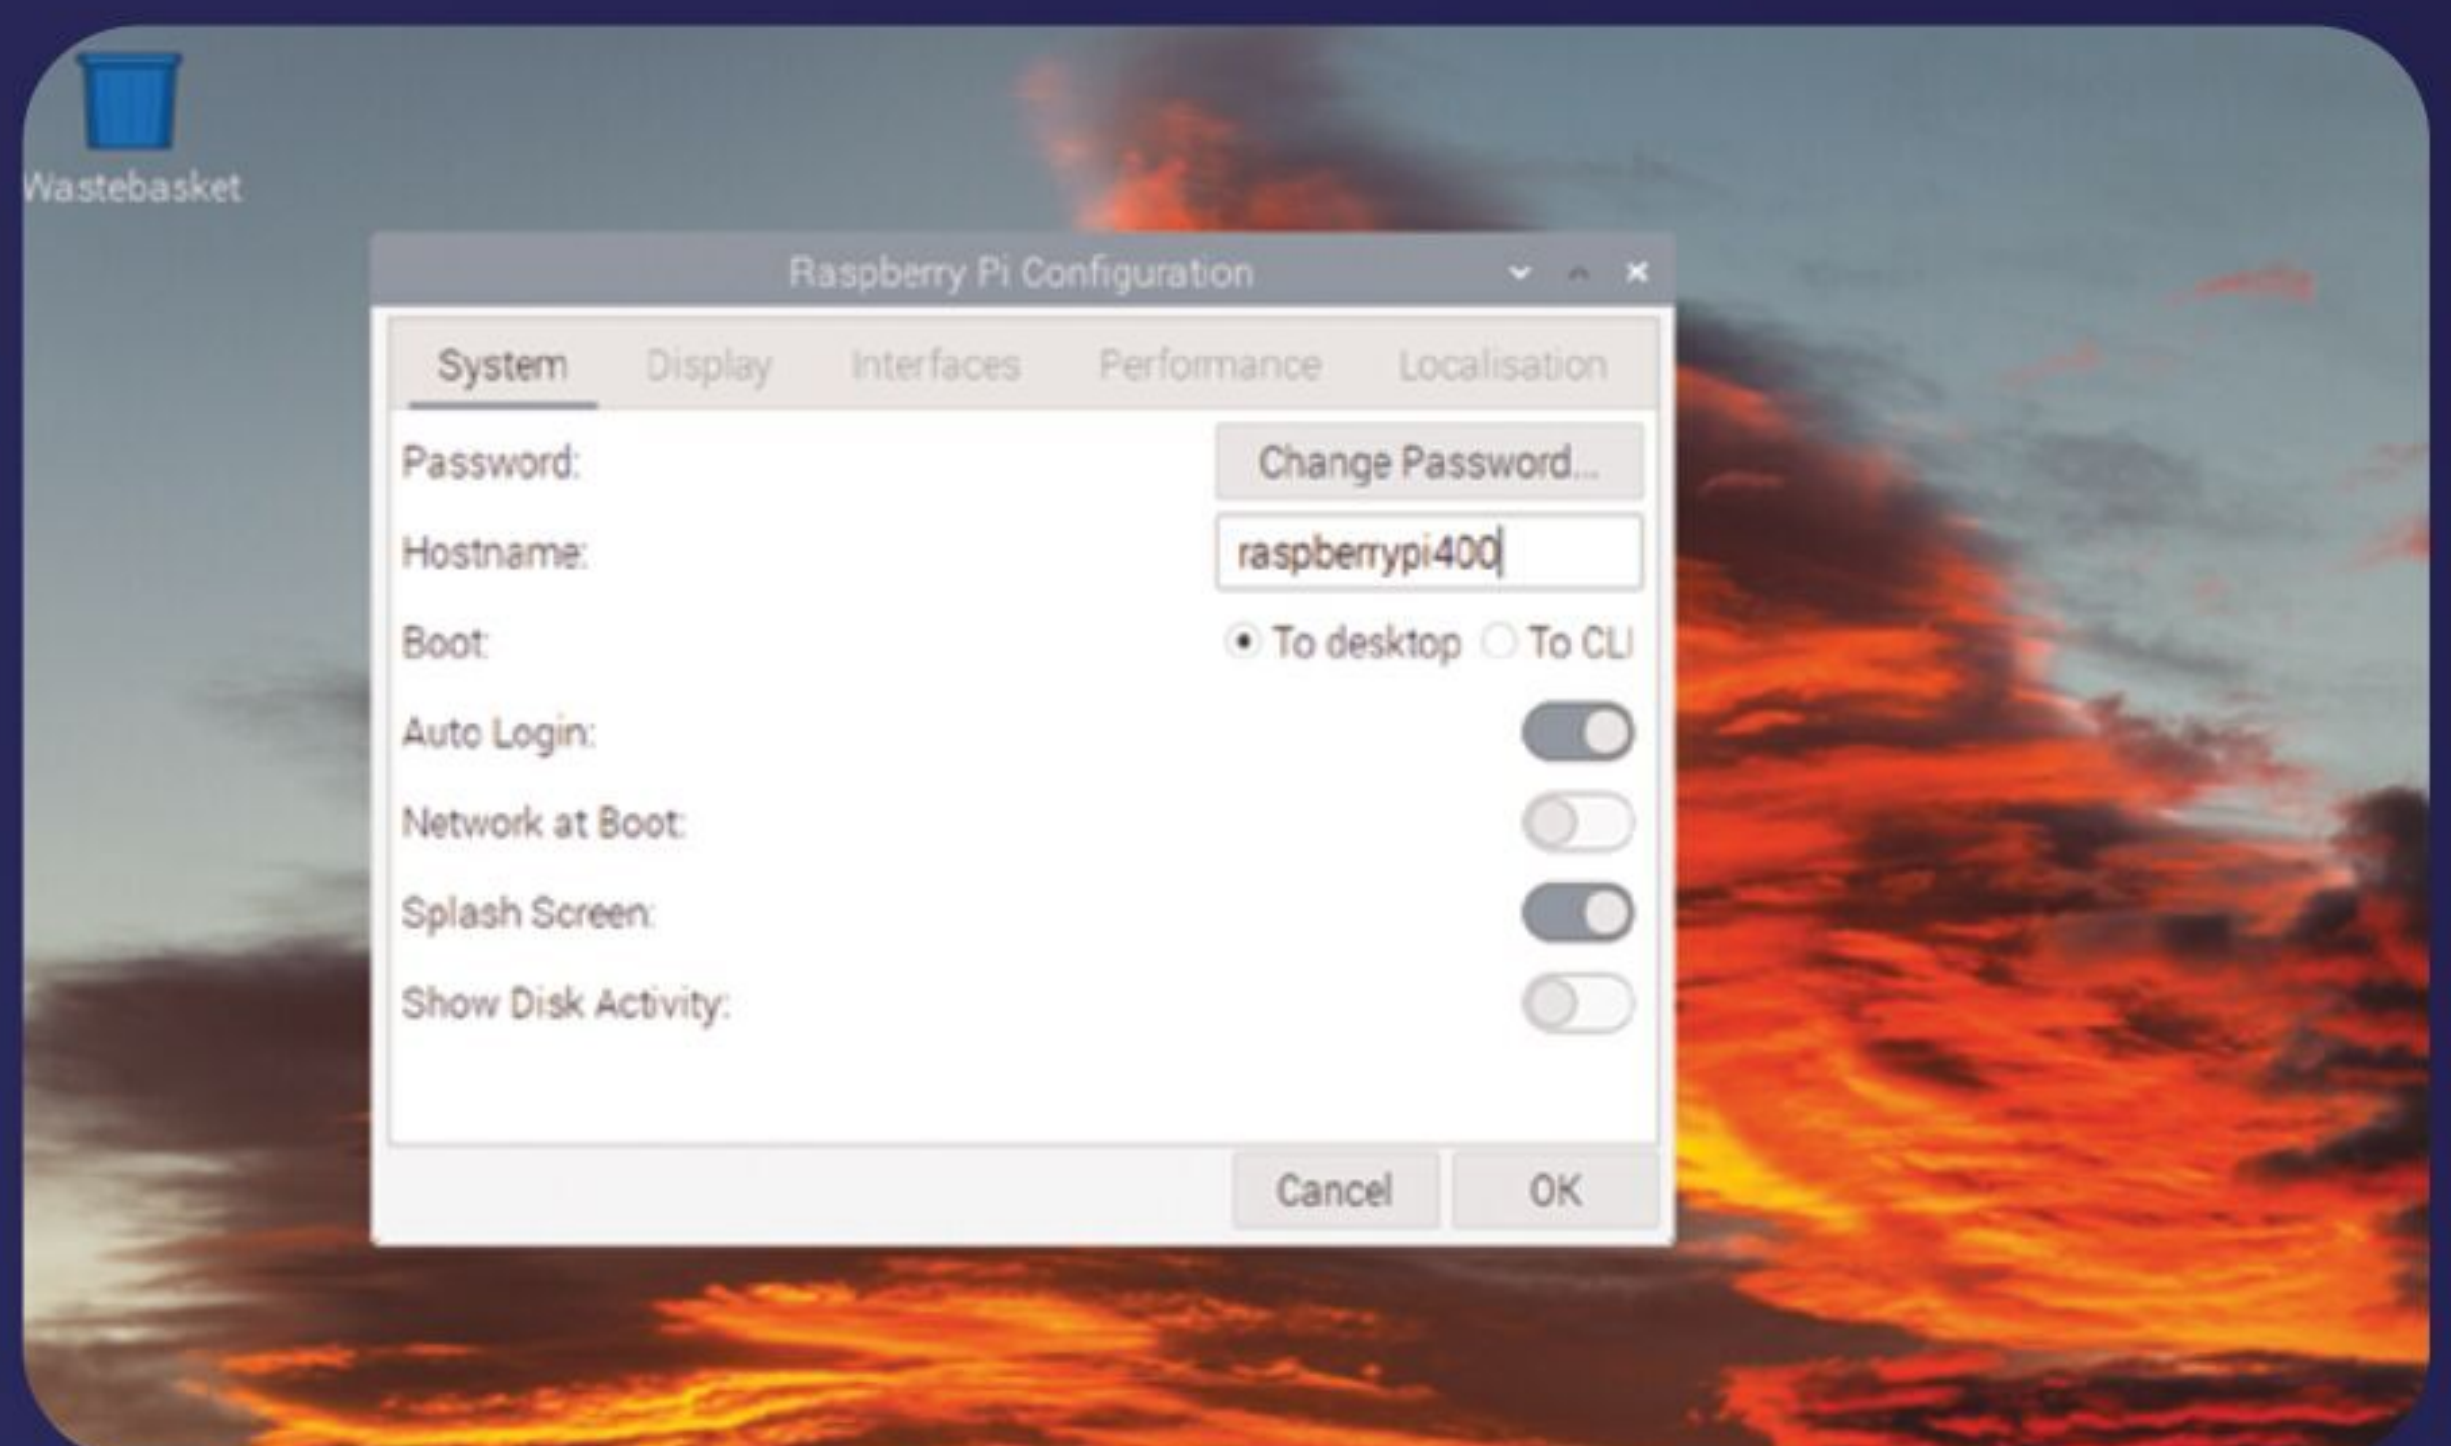 Wastebasket
Raspberry Pi Configuration
System Display Interfaces Performance Localisation
Password: Change Password...
Hostname: raspberrypi400
Boot: To desktop To CLI
Auto Login:
Network at Boot:
Splash Screen:
Show Disk Activity:
Cancel OK